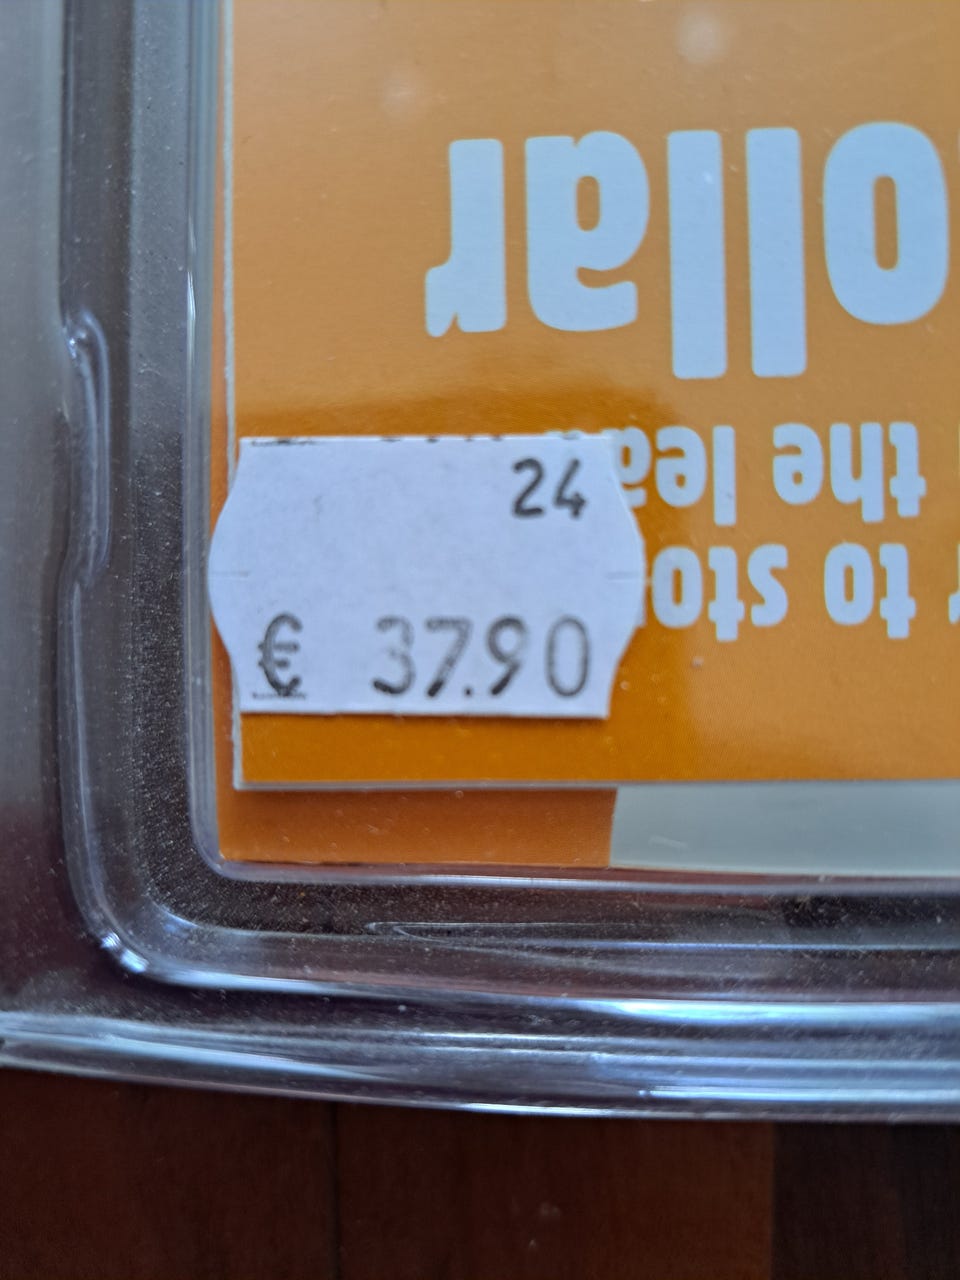 24
€ 37.90
to sto
the lea
ollar